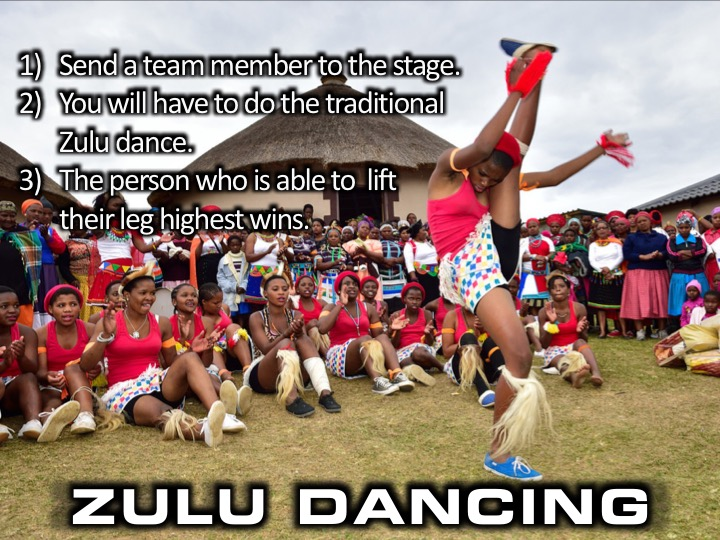 1) Send a team member to the stage.
2) You will have to do the traditional
Zulu dance.
3) The person who is able to lift
their leg highest wins.
ZULU DANCING